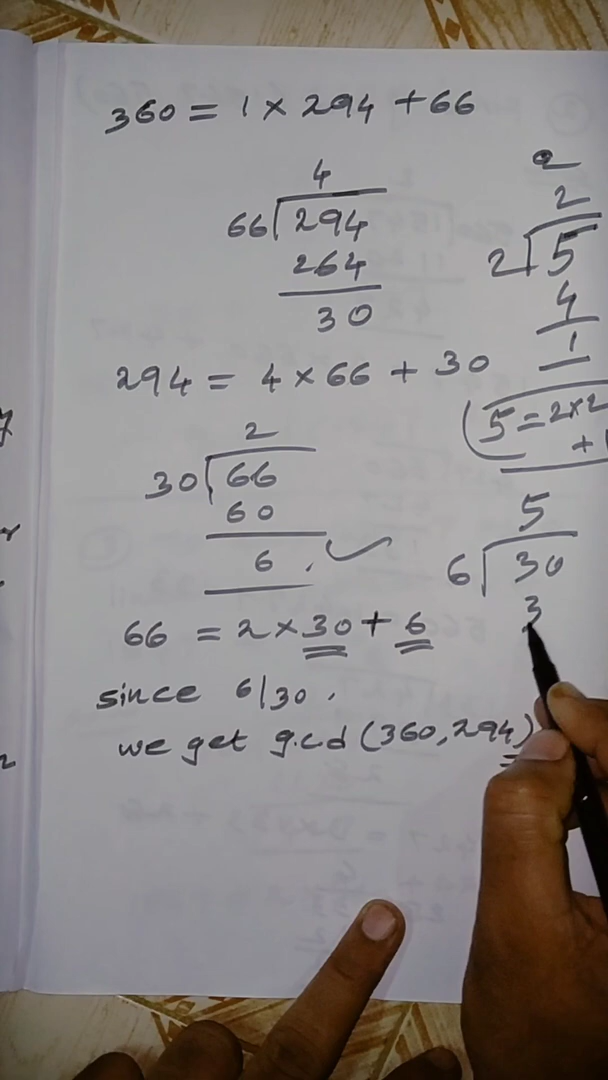 360 = 1 × 294 + 66
4
66 294
264
30
2
2 5
4
1
5 = 2×2
+
294 = 4 × 66 + 30
2
30 66
60
6
5
6 30
3
66 = 2 × 30 + 6
since 6/30.
we get g.c.d (360, 294)